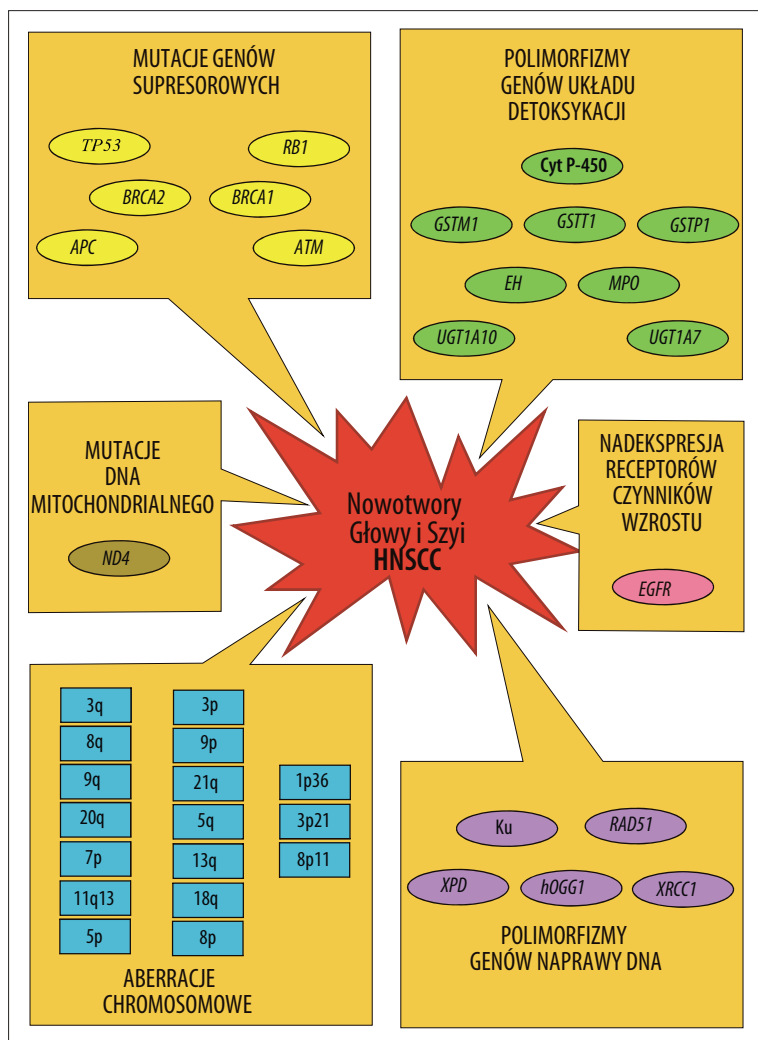 MUTACJE GENÓW
SUPRESOROWYCH
TP53
RB1
BRCA2
BRCA1
APC
ATM
POLIMORFIZMY
GENÓW UKŁADU
DETOKSYKACJI
Cyt P-450
GSTM1
GSTT1
GSTP1
EH
MPO
UGT1A10
UGT1A7
MUTACJE
DNA
MITOCHONDRIALNEGO
ND4
Nowotwory
Głowy i Szyi
HNSCC
NADEKSPRESJA
RECEPTORÓW
CZYNNIKÓW
WZROSTU
EGFR
3q
8q
9q
20q
7p
11q13
5p
3p
9p
21q
5q
13q
18q
8p
1p36
3p21
8p11
ABERRACJE
CHROMOSOMOWE
Ku
RAD51
XPD
hOGG1
XRCC1
POLIMORFIZMY
GENÓW NAPRAWY DNA